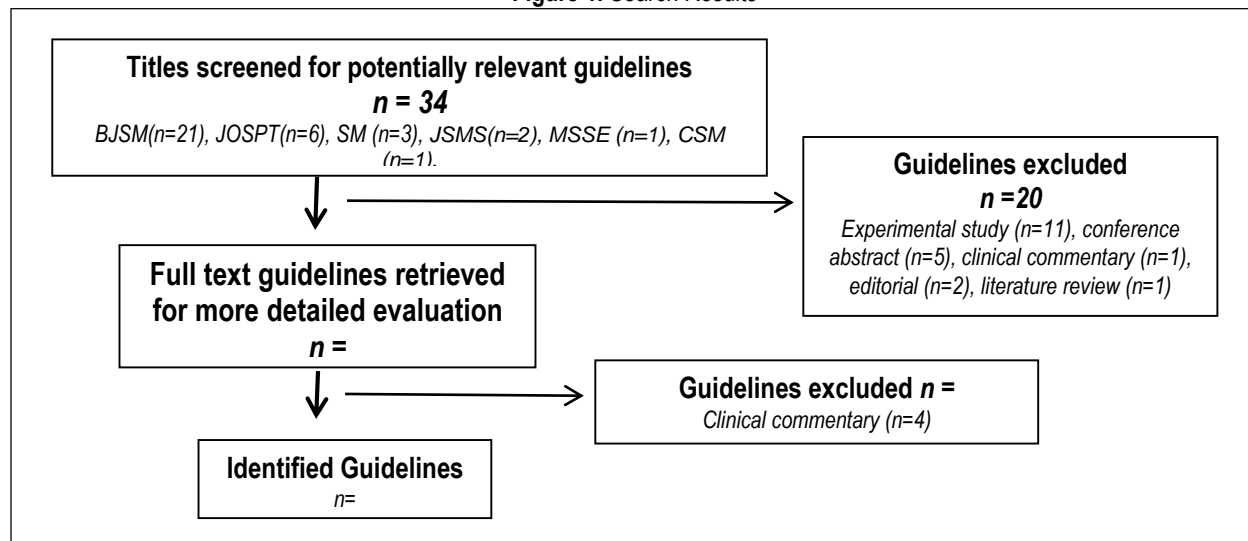 Figure 1. Search Results
Titles screened for potentially relevant guidelines
n = 34
BJSM(n=21), JOSPT(n=6), SM (n=3), JSMS(n=2), MSSE (n=1), CSM
(n=1).
Guidelines excluded
n =20
Experimental study (n=11), conference
abstract (n=5), clinical commentary (n=1),
editorial (n=2), literature review (n=1)
Full text guidelines retrieved
for more detailed evaluation
n =
Guidelines excluded n =
Clinical commentary (n=4)
Identified Guidelines
n=